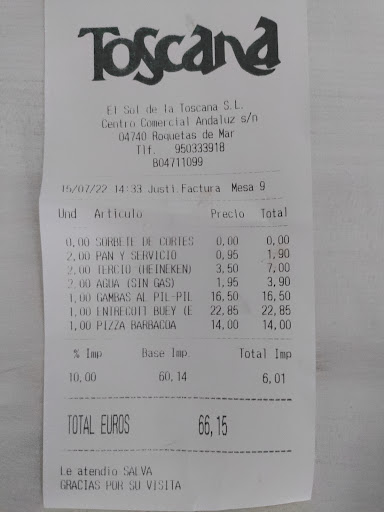 Toscana
El Sol de la Toscana S.L.
Centro Comercial Andaluz s/n
04740 Roquetas de Mar
Tlf. 950333918
B04711099
15/07/22 14:33 Justi.Factura Mesa 9
Und Articulo Precio Total
0,00 SORBETE DE CORTES 0,00 0,00
2,00 PAN Y SERVICIO 0,95 1,90
2,00 TERCIO (HEINEKEN) 3,50 7,00
2,00 AGUA (SIN GAS) 1,95 3,90
1,00 GAMBAS AL PIL-PIL 16,50 16,50
1,00 ENTRECOTT BUEY (E 22,85 22,85
1,00 PIZZA BARBACOA 14,00 14,00
% Imp Base Imp. Total Imp
10,00 60,14 6,01
TOTAL EUROS 66,15
Le atendio SALVA
GRACIAS POR SU VISITA